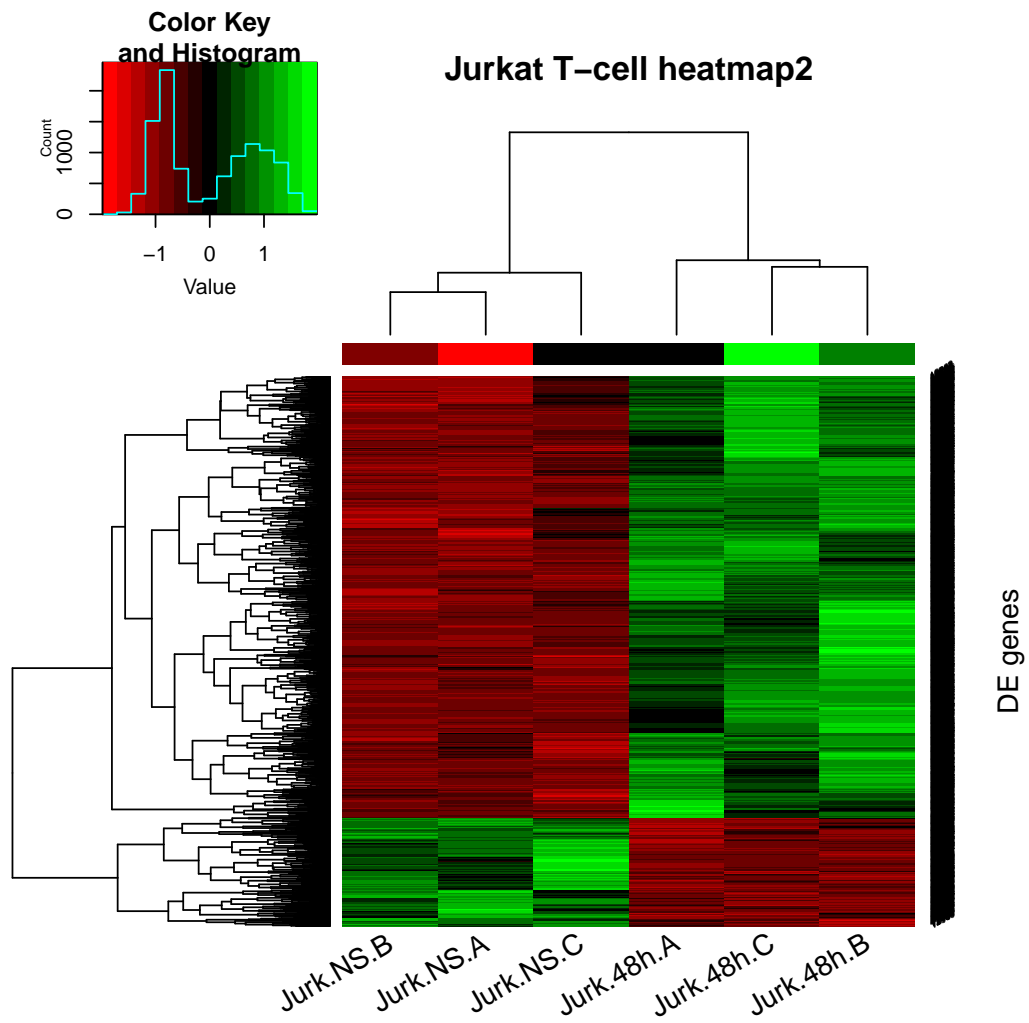 Color Key
and Histogram
Jurkat T−cell heatmap2
Count
0
1000
−1
0
1
Value
DE genes
Jurk.NS.B
Jurk.NS.A
Jurk.NS.C
Jurk.48h.A
Jurk.48h.C
Jurk.48h.B